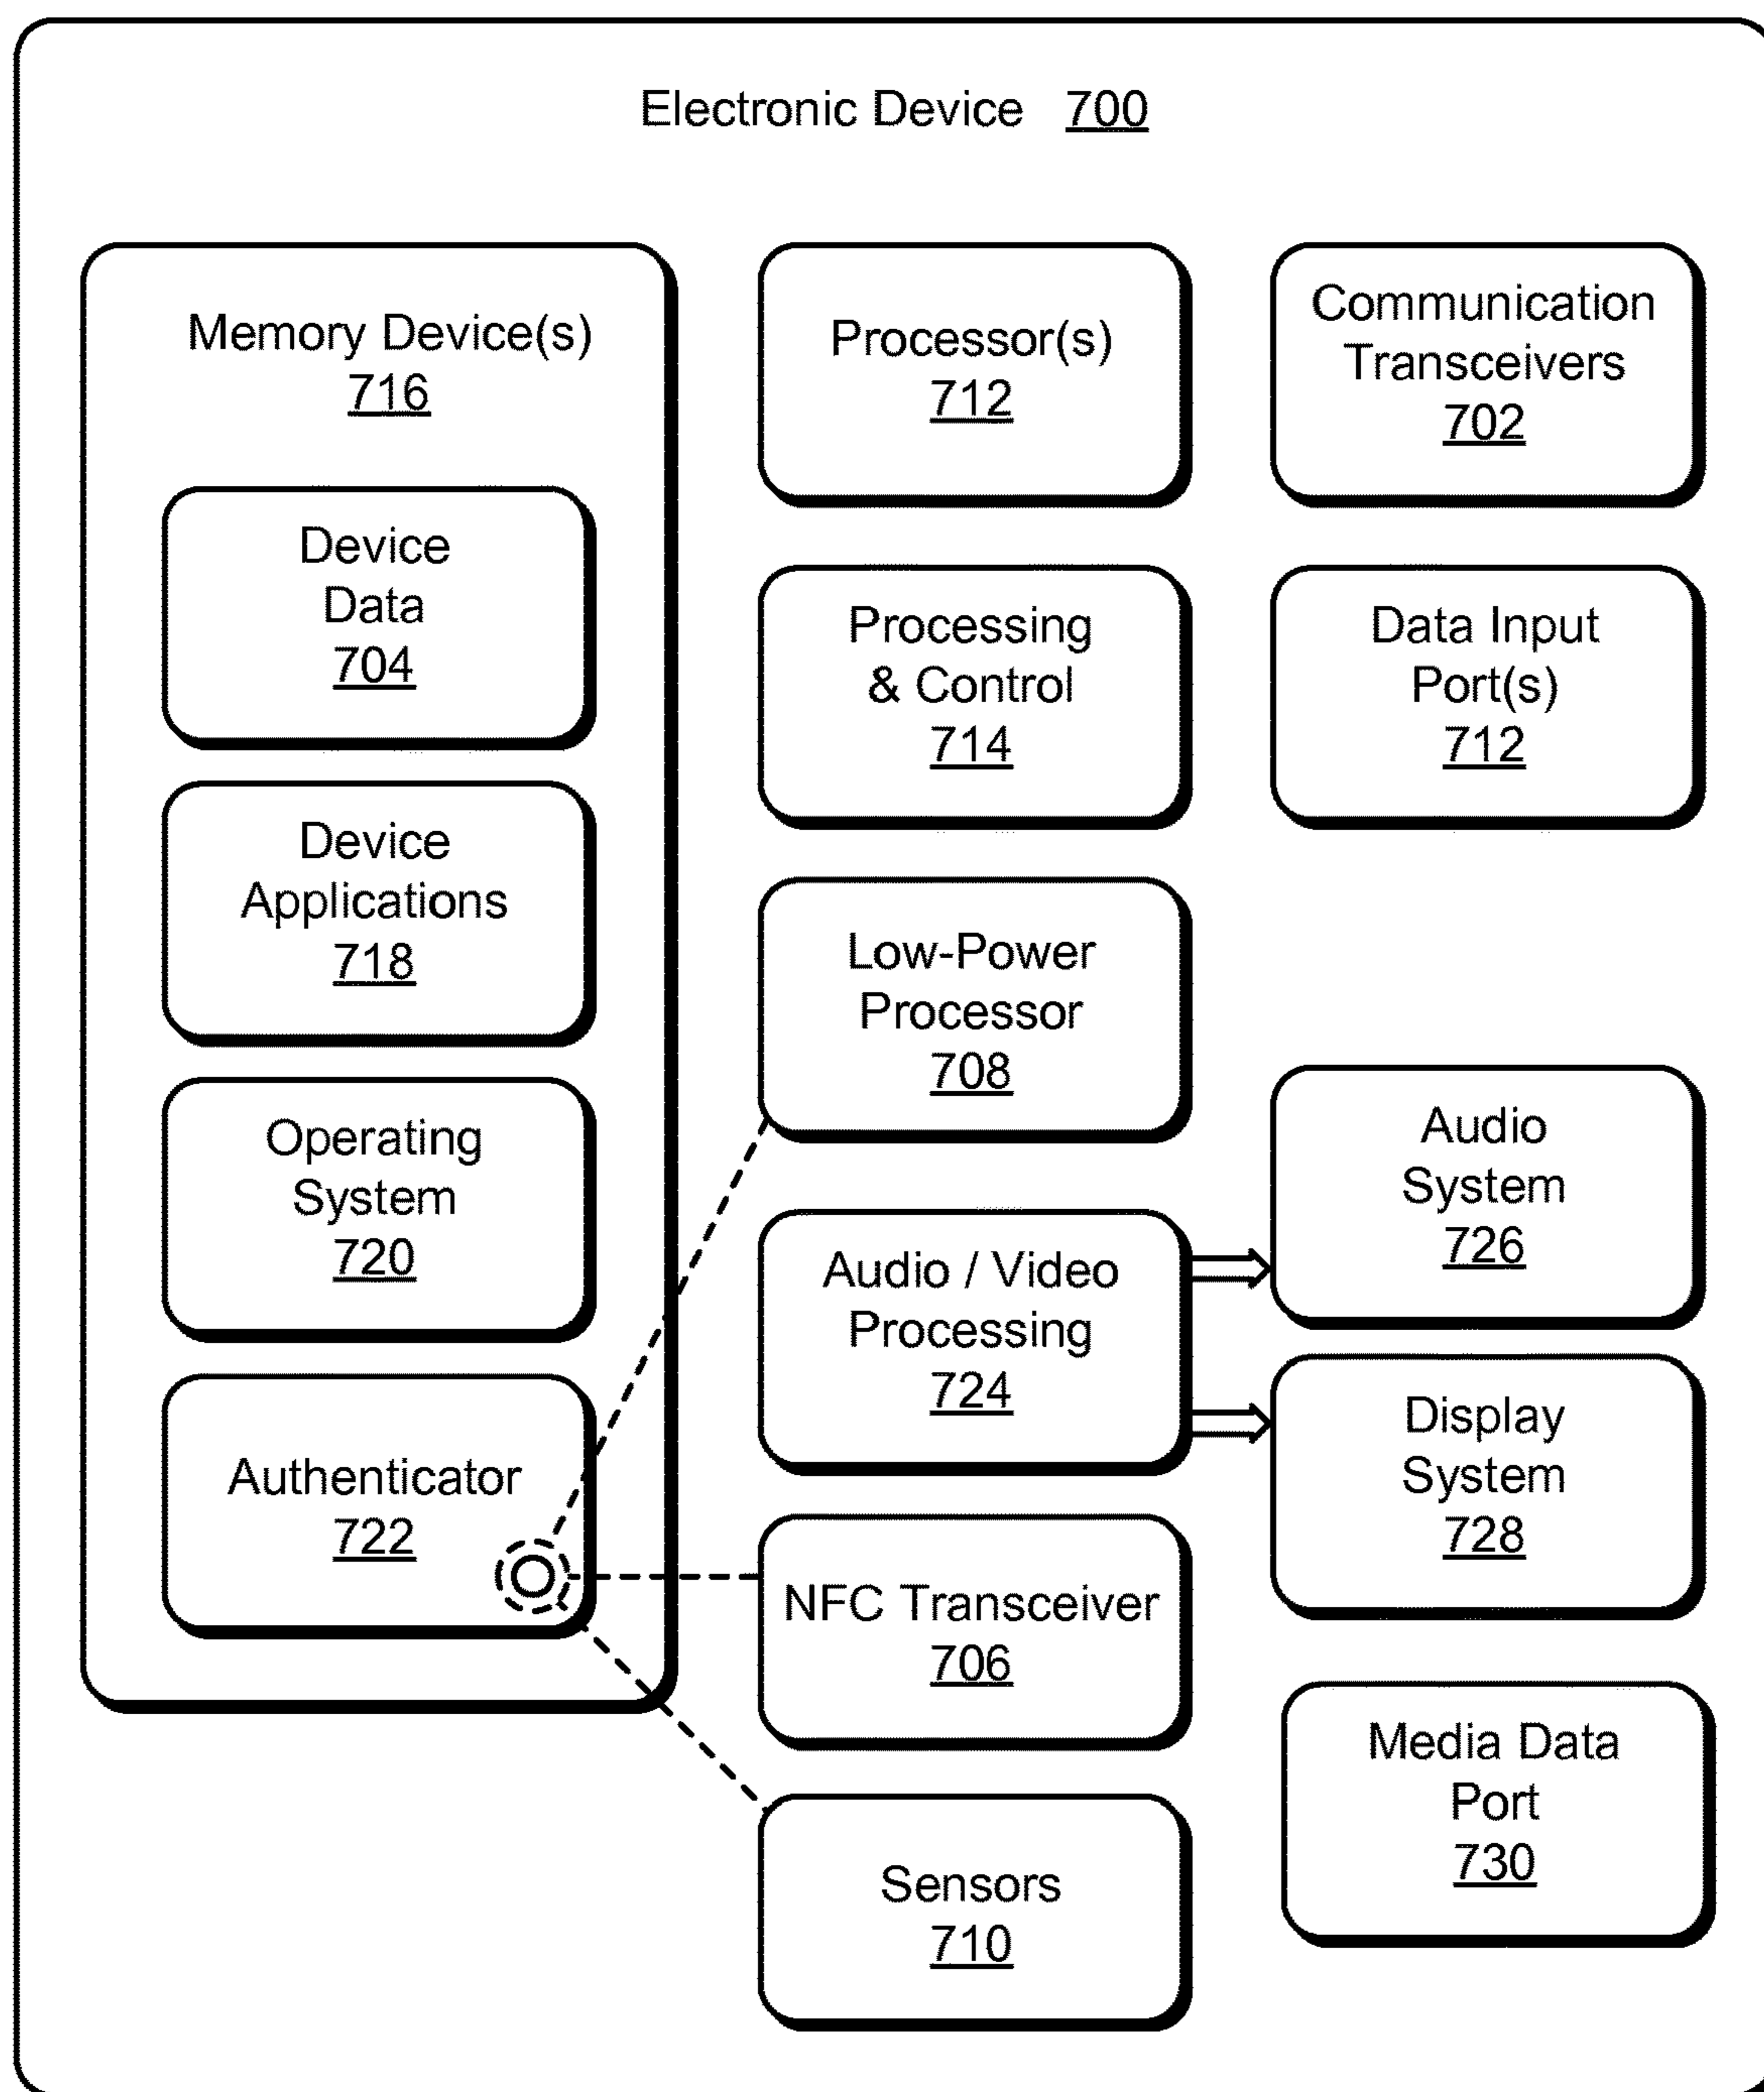 Electronic Device 700
Memory Device(s)
716
Device
Data
704
Device
Applications
718
Operating
System
720
Authenticator
722
Processor(s)
712
Processing
& Control
714
Low-Power
Processor
708
Audio / Video
Processing
724
NFC Transceiver
706
Sensors
710
Communication
Transceivers
702
Data Input
Port(s)
712
Audio
System
726
Display
System
728
Media Data
Port
730